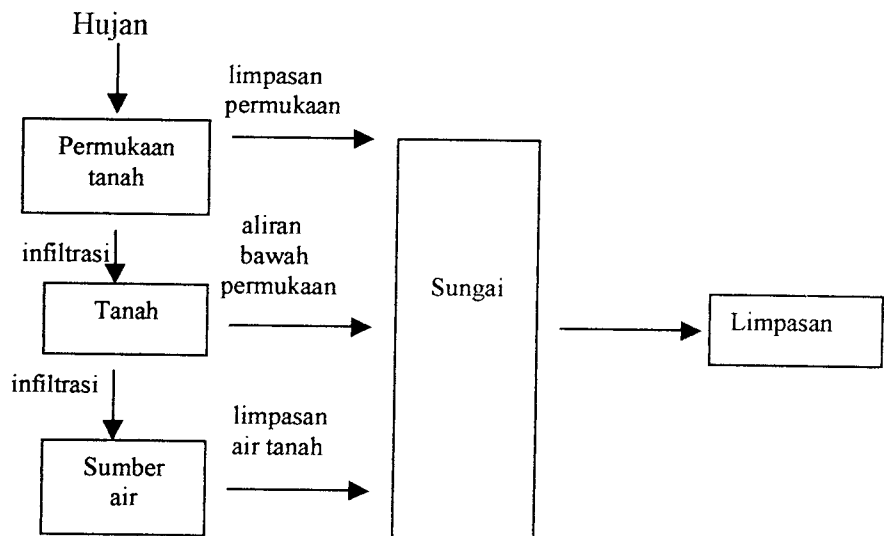 Hujan
limpasan
permukaan
Permukaan
tanah
infiltrasi
aliran
bawah
permukaan
Tanah
Sungai
Limpasan
infiltrasi
limpasan
air tanah
Sumber
air